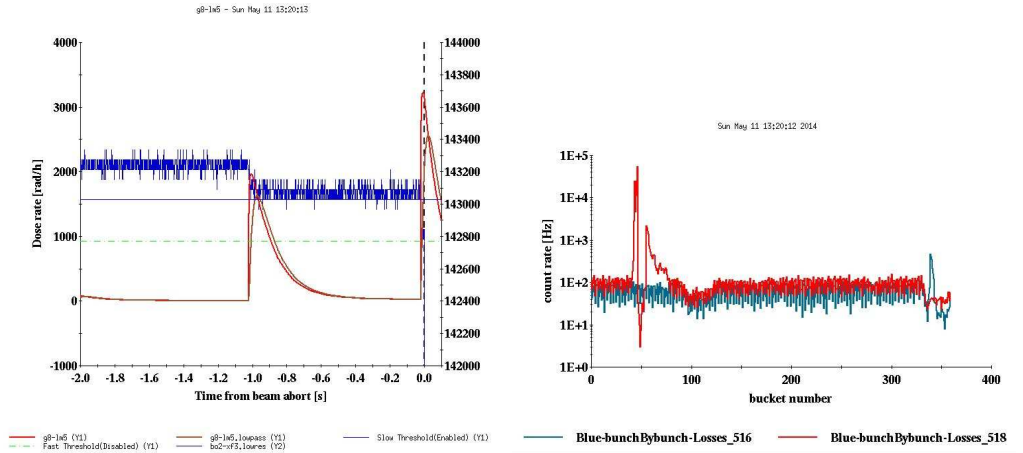 g8-lm5 - Sun May 11 13:20:13
4000
3000
2000
1000
0
-1000
Dose rate [rad/h]
144000
143800
143600
143400
143200
143000
142800
142600
142400
142200
142000
-2.0 -1.8 -1.6 -1.4 -1.2 -1.0 -0.8 -0.6 -0.4 -0.2 0.0
Time from beam abort [s]
g8-lm5 (Y1) g8-lm5.lowpass (Y1) Slow Threshold(Enabled) (Y1)
Fast Threshold(Disabled) (Y1) bo2-xf3.lowres (Y2)
Sun May 11 13:20:12 2014
1E+5
1E+4
1E+3
1E+2
1E+1
1E+0
count rate [Hz]
0 100 200 300 400
bucket number
Blue-bunchBybunch-Losses_516 Blue-bunchBybunch-Losses_518